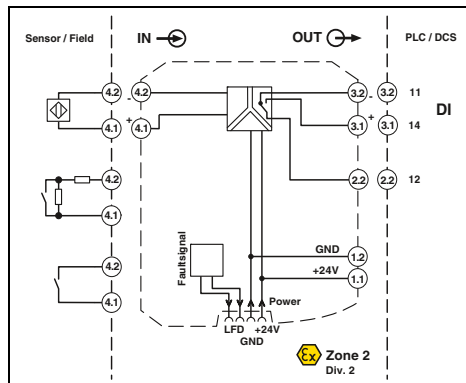 Sensor / Field
IN
OUT
PLC / DCS
4.2
-
4.2
3.2
-
3.2
11
DI
4.1
+
4.1
3.1
+
3.1
14
4.2
2.2
2.2
12
4.1
Faultsignal
GND
1.2
4.2
+24V
1.1
4.1
Power
LFD
+24V
GND
Ex
Zone 2
Div. 2